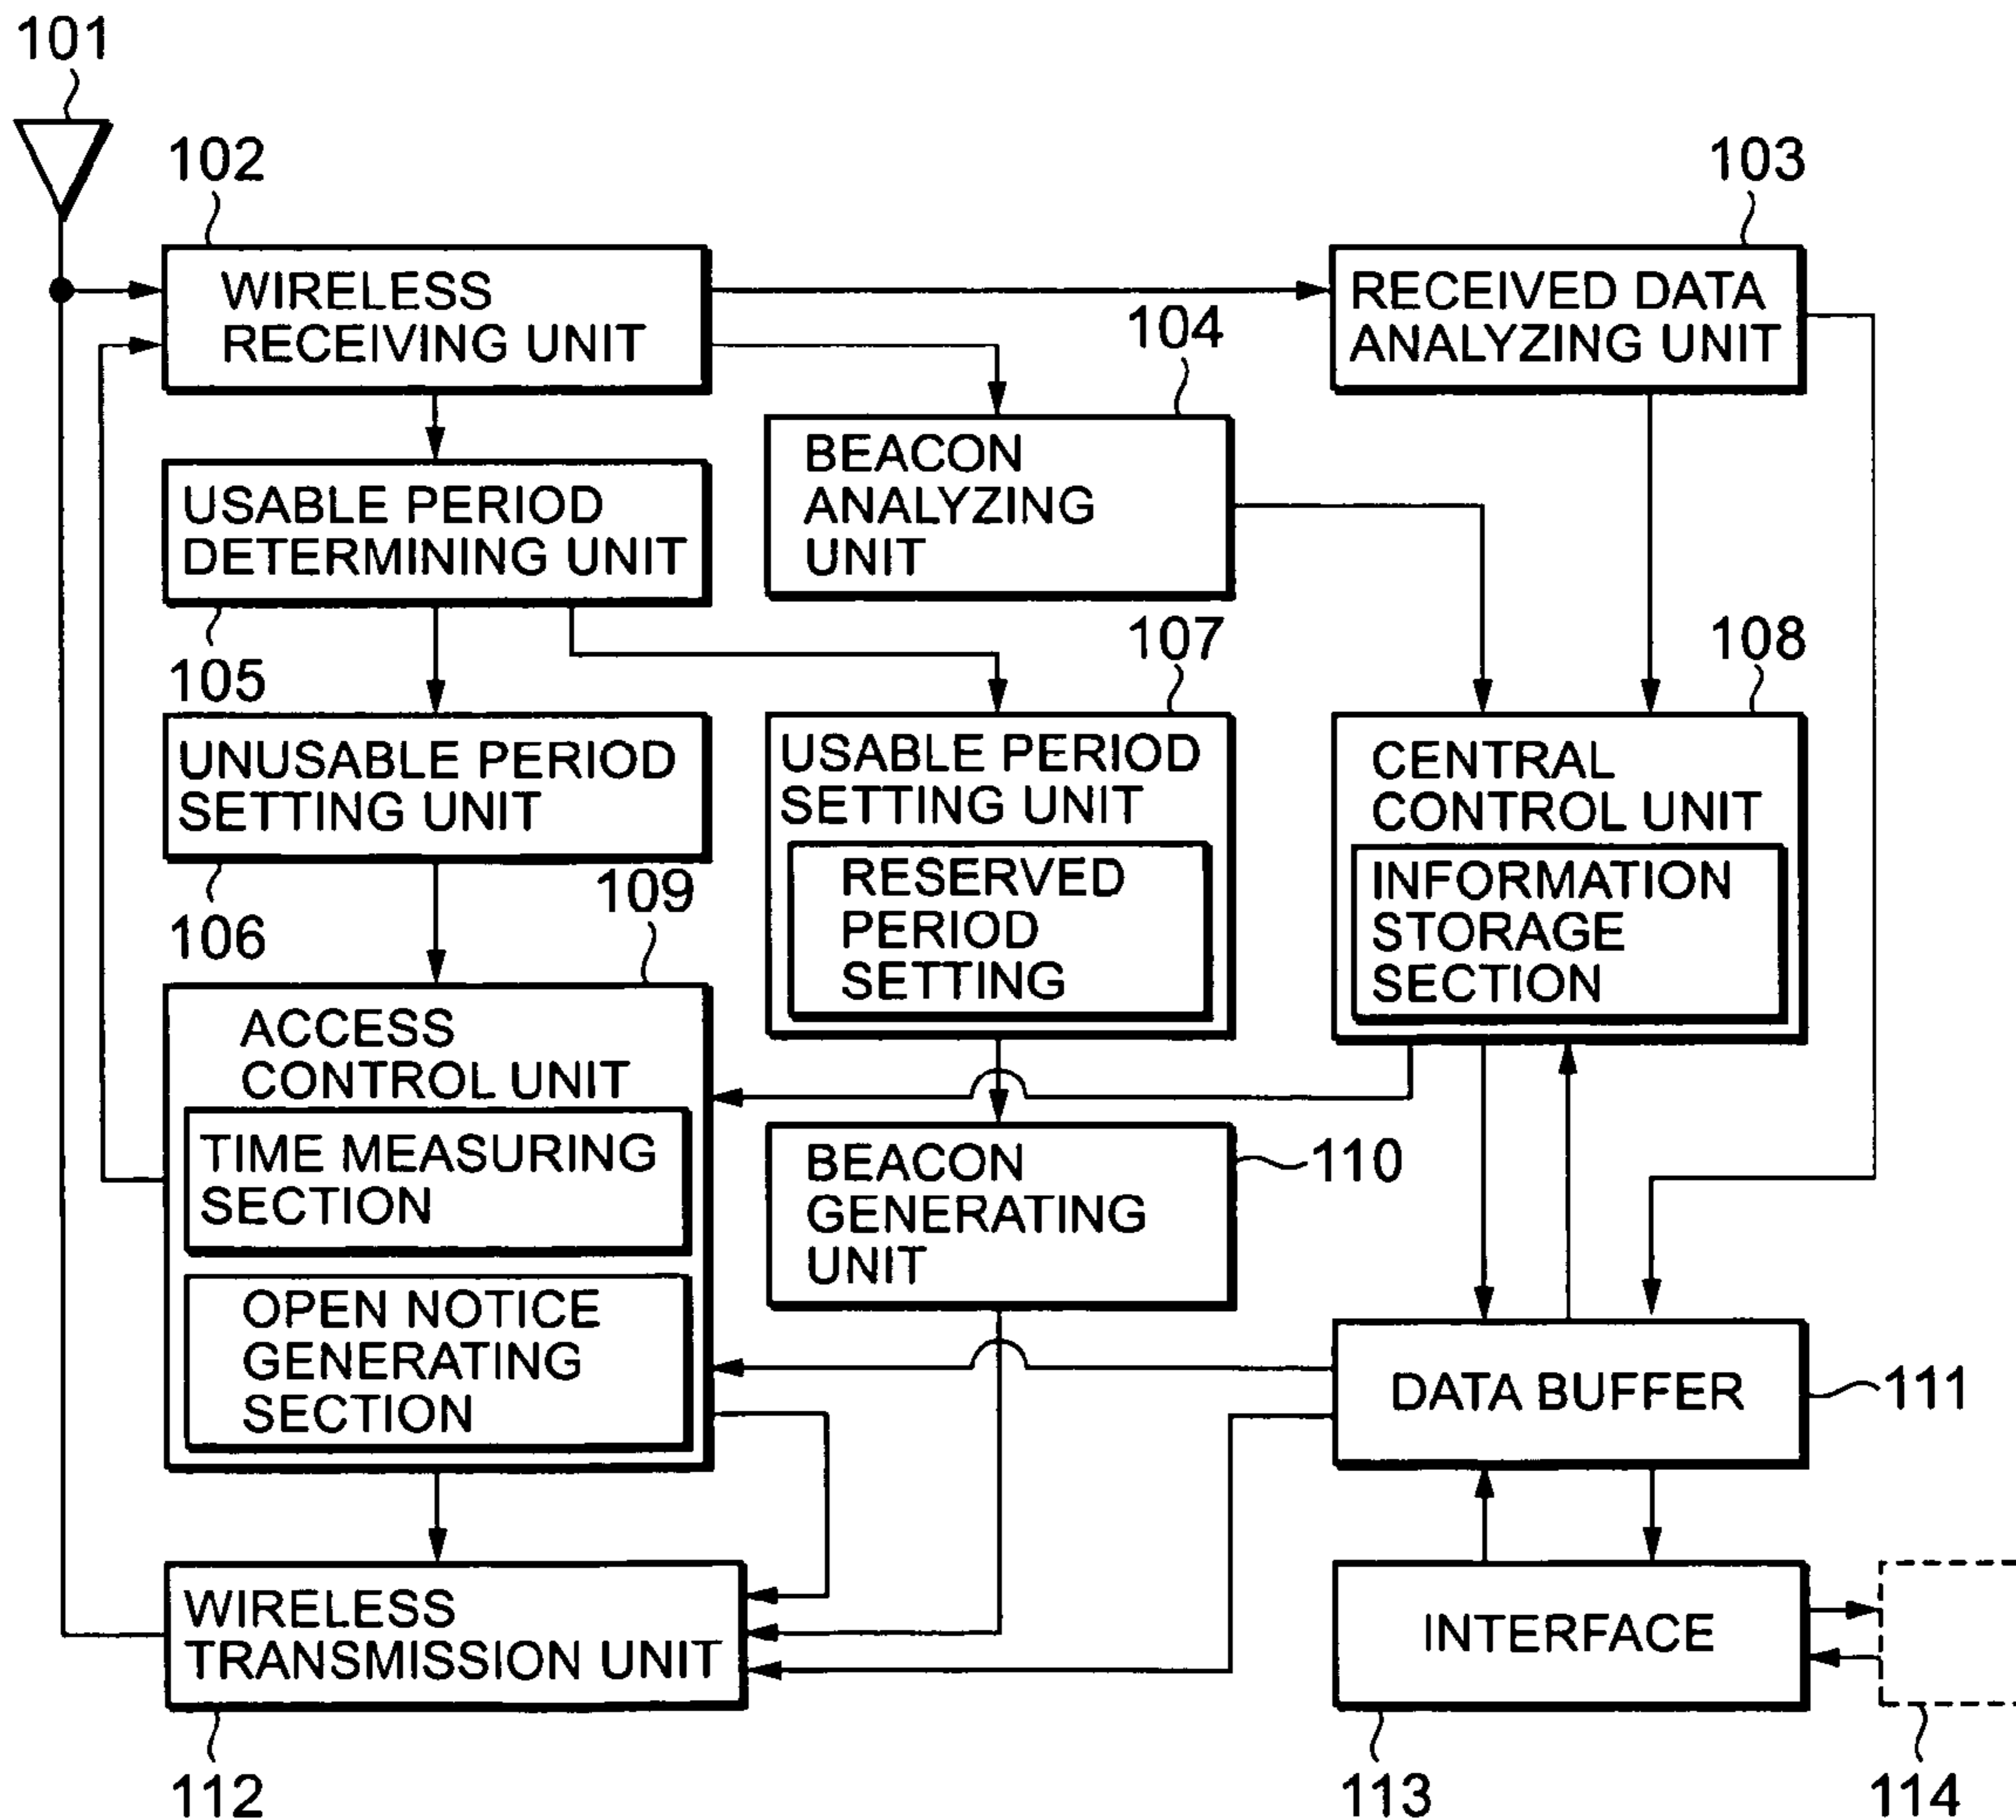 101
102
103
WIRELESS
RECEIVING UNIT
RECEIVED DATA
ANALYZING UNIT
104
BEACON
ANALYZING
UNIT
USABLE PERIOD
DETERMINING UNIT
105
107
108
UNUSABLE PERIOD
SETTING UNIT
106
USABLE PERIOD
SETTING UNIT
RESERVED
PERIOD
SETTING
CENTRAL
CONTROL UNIT
INFORMATION
STORAGE
SECTION
109
ACCESS
CONTROL UNIT
TIME MEASURING
SECTION
OPEN NOTICE
GENERATING
SECTION
BEACON
GENERATING
UNIT
110
DATA BUFFER
111
WIRELESS
TRANSMISSION UNIT
INTERFACE
112
113
114